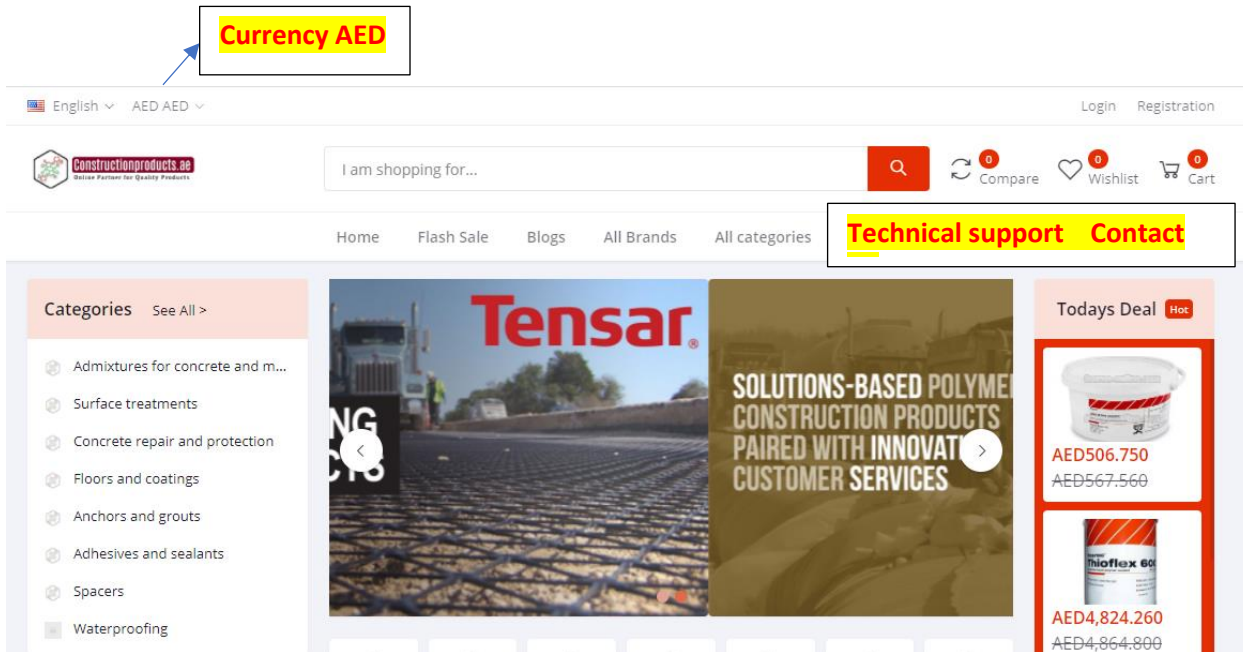 Currency AED
English AED AED
Login Registration
Constructionproducts.ae
Online Partner for Quality Products
I am shopping for...
0
Compare
0
Wishlist
0
Cart
Home Flash Sale Blogs All Brands All categories
Technical support Contact
Categories See All >
Admixtures for concrete and m...
Surface treatments
Concrete repair and protection
Floors and coatings
Anchors and grouts
Adhesives and sealants
Spacers
Waterproofing
Tensar®
NG
CTS
SOLUTIONS-BASED POLYME
CONSTRUCTION PRODUCTS
PAIRED WITH INNOVATI
CUSTOMER SERVICES
Todays Deal Hot
AED506.750
AED567.560
Thioflex 600
AED4,824.260
AED4,864.800